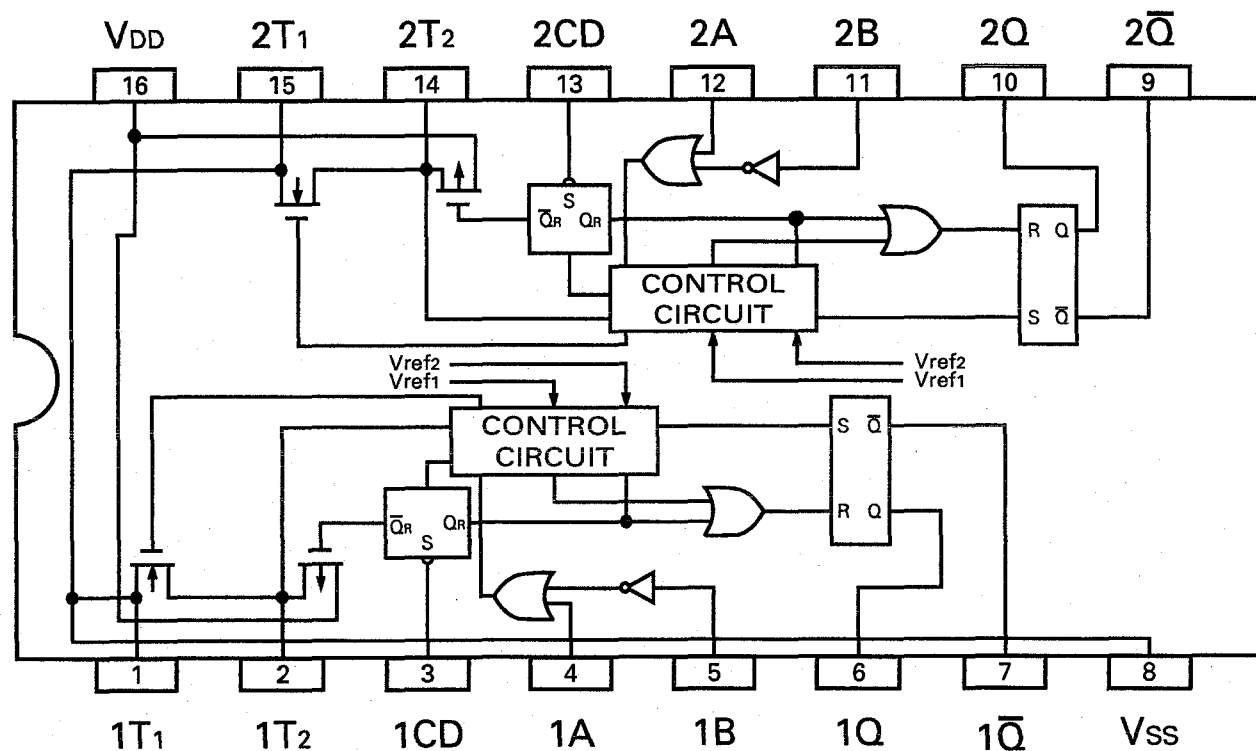 VDD 2T1 2T2 2CD 2A 2B 2Q 2Q̅
16 15 14 13 12 11 10 9
S
Q̅R QR
R Q
CONTROL
CIRCUIT
S Q̅
Vref2
Vref1
Vref2
Vref1
CONTROL
CIRCUIT
S Q̅
Q̅R QR
S
R Q
1 2 3 4 5 6 7 8
1T1 1T2 1CD 1A 1B 1Q 1Q̅ VSS